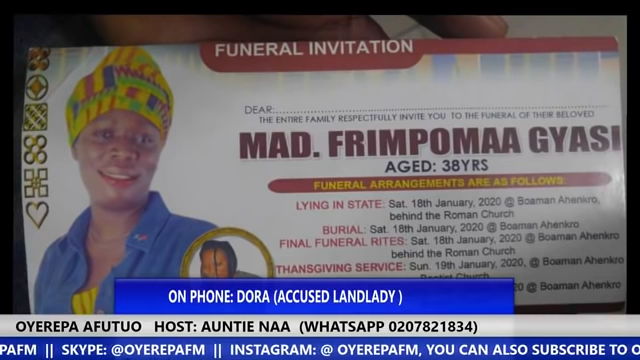 FUNERAL INVITATION
DEAR:
THE ENTIRE FAMILY RESPECTFULLY INVITE YOU TO THE FUNERAL OF THEIR BELOVED
MAD. FRIMPOMAA GYASI
AGED: 38YRS
FUNERAL ARRANGEMENTS ARE AS FOLLOWS:
LYING IN STATE: Sat. 18th January, 2020 @ Boaman Ahenkro,
behind the Roman Church
BURIAL: Sat. 18th January, 2020 @ Boaman Ahenkro
FINAL FUNERAL RITES: Sat. 18th January, 2020 @ Boaman Ahenkro
behind the Roman Church
THANSGIVING SERVICE: Sun. 19th January, 2020 @ Boaman Ahenkro
Church
2020 @ Boaman Ahenkro
ON PHONE: DORA (ACCUSED LANDLADY )
OYEREPA AFUTUO HOST: AUNTIE NAA (WHATSAPP 0207821834)
PAFM || SKYPE: @OYEREPAFM || INSTAGRAM: @ OYEREPAFM, YOU CAN ALSO SUBSCRIBE TO O